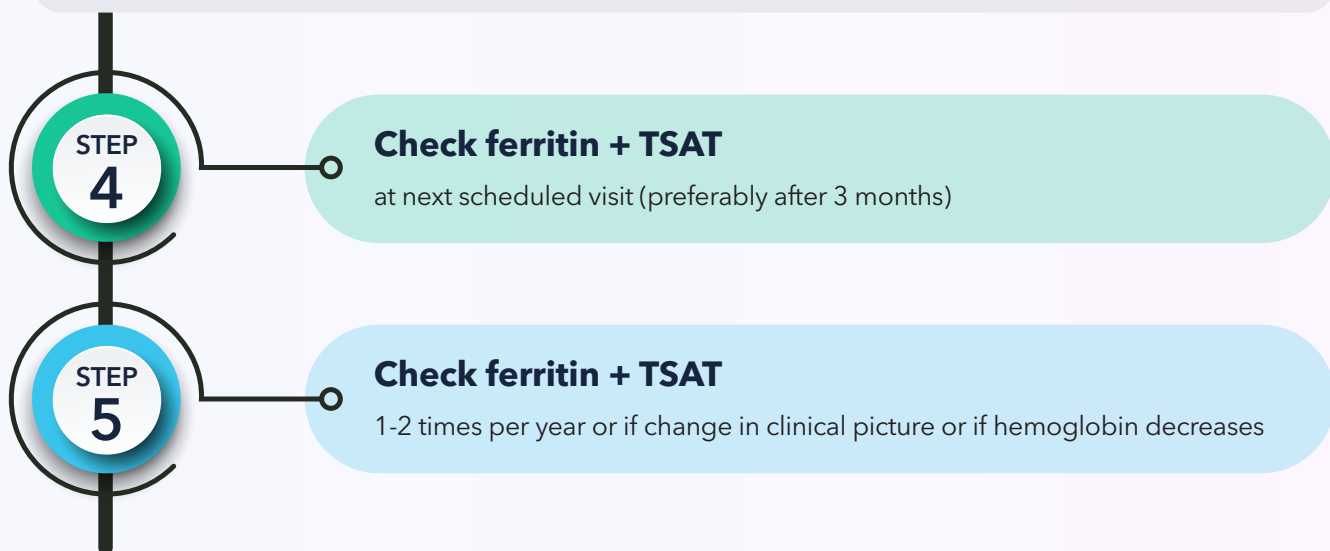 STEP
4
Check ferritin + TSAT
at next scheduled visit (preferably after 3 months)
STEP
5
Check ferritin + TSAT
1-2 times per year or if change in clinical picture or if hemoglobin decreases